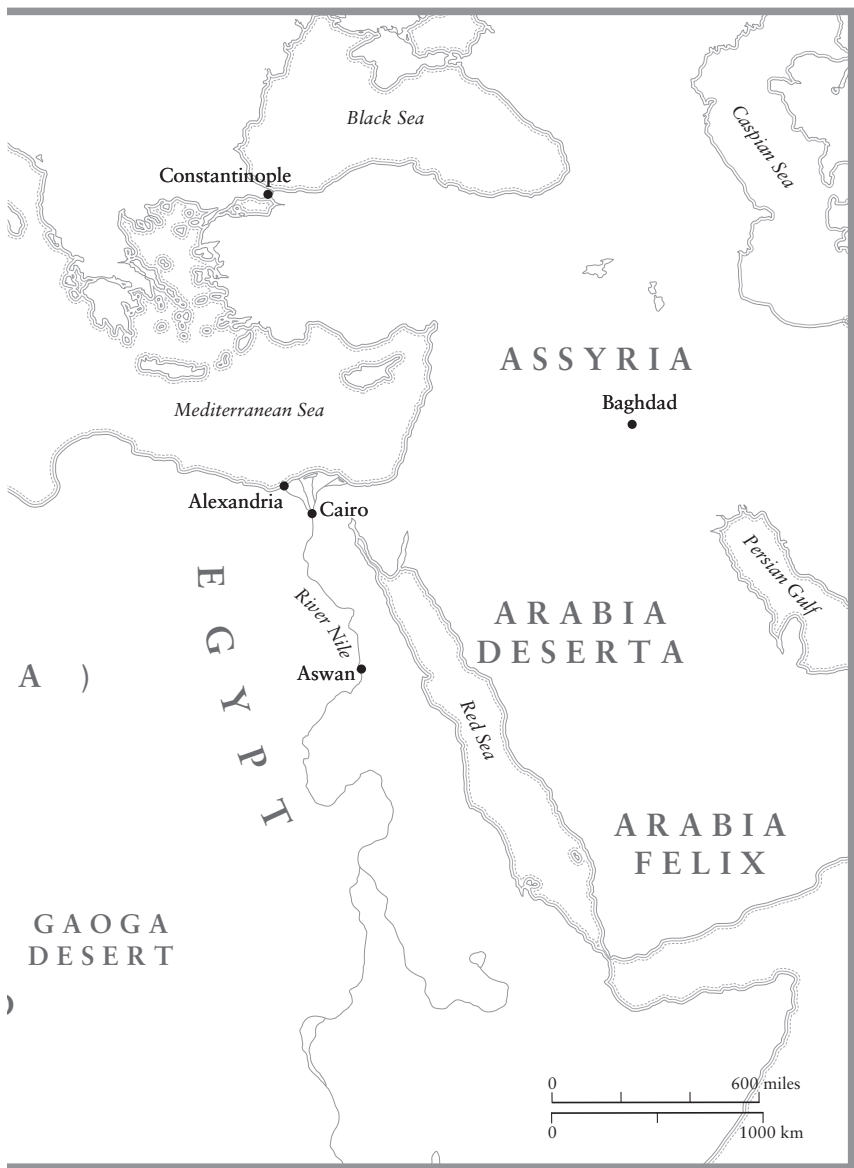 Black Sea
Caspian Sea
Constantinople
ASSYRIA
Baghdad
Mediterranean Sea
Alexandria
Cairo
Persian Gulf
EGYPT
River Nile
ARABIA
DESERTA
A )
Aswan
Red Sea
ARABIA
FELIX
GAOGA
DESERT
0 600 miles
0 1000 km